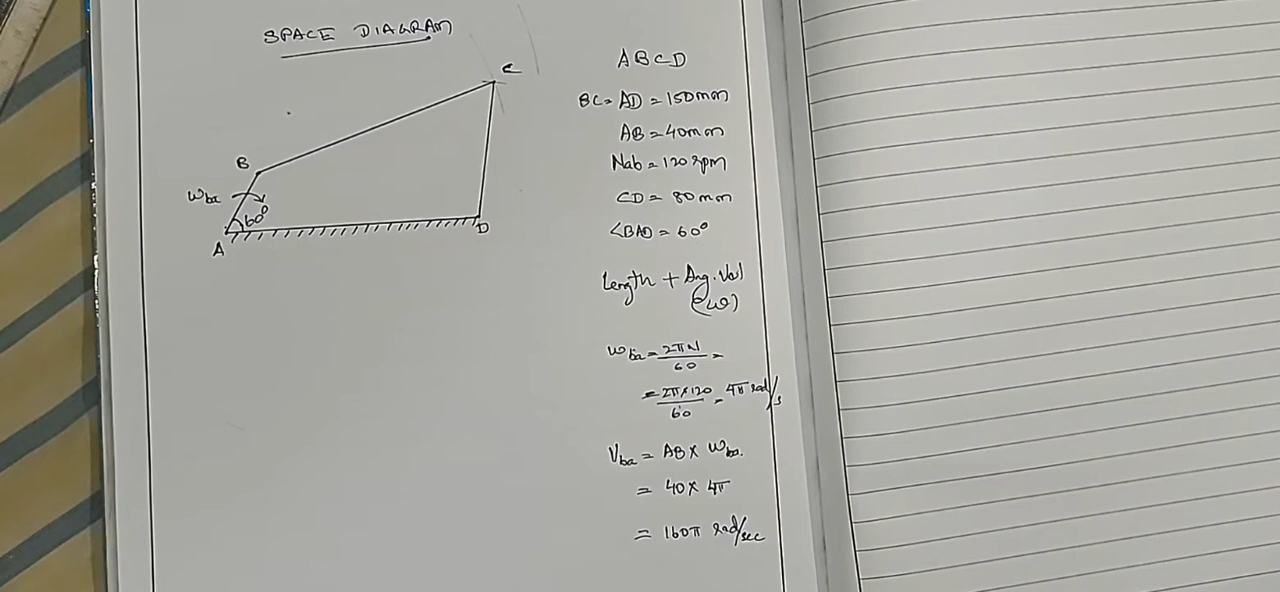 SPACE DIAGRAM
C
B
ωba
60°
A
D
ABCD
BC = AD = 150mm
AB = 40mm
Nab = 120 rpm
CD = 80mm
∠BAD = 60°
Length + Ang. Vel
(ω)
ωba = 2πN/60 =
= 2π×120/60 = 4π rad/s
Vba = AB × ωba.
= 40 × 4π
= 160π rad/sec